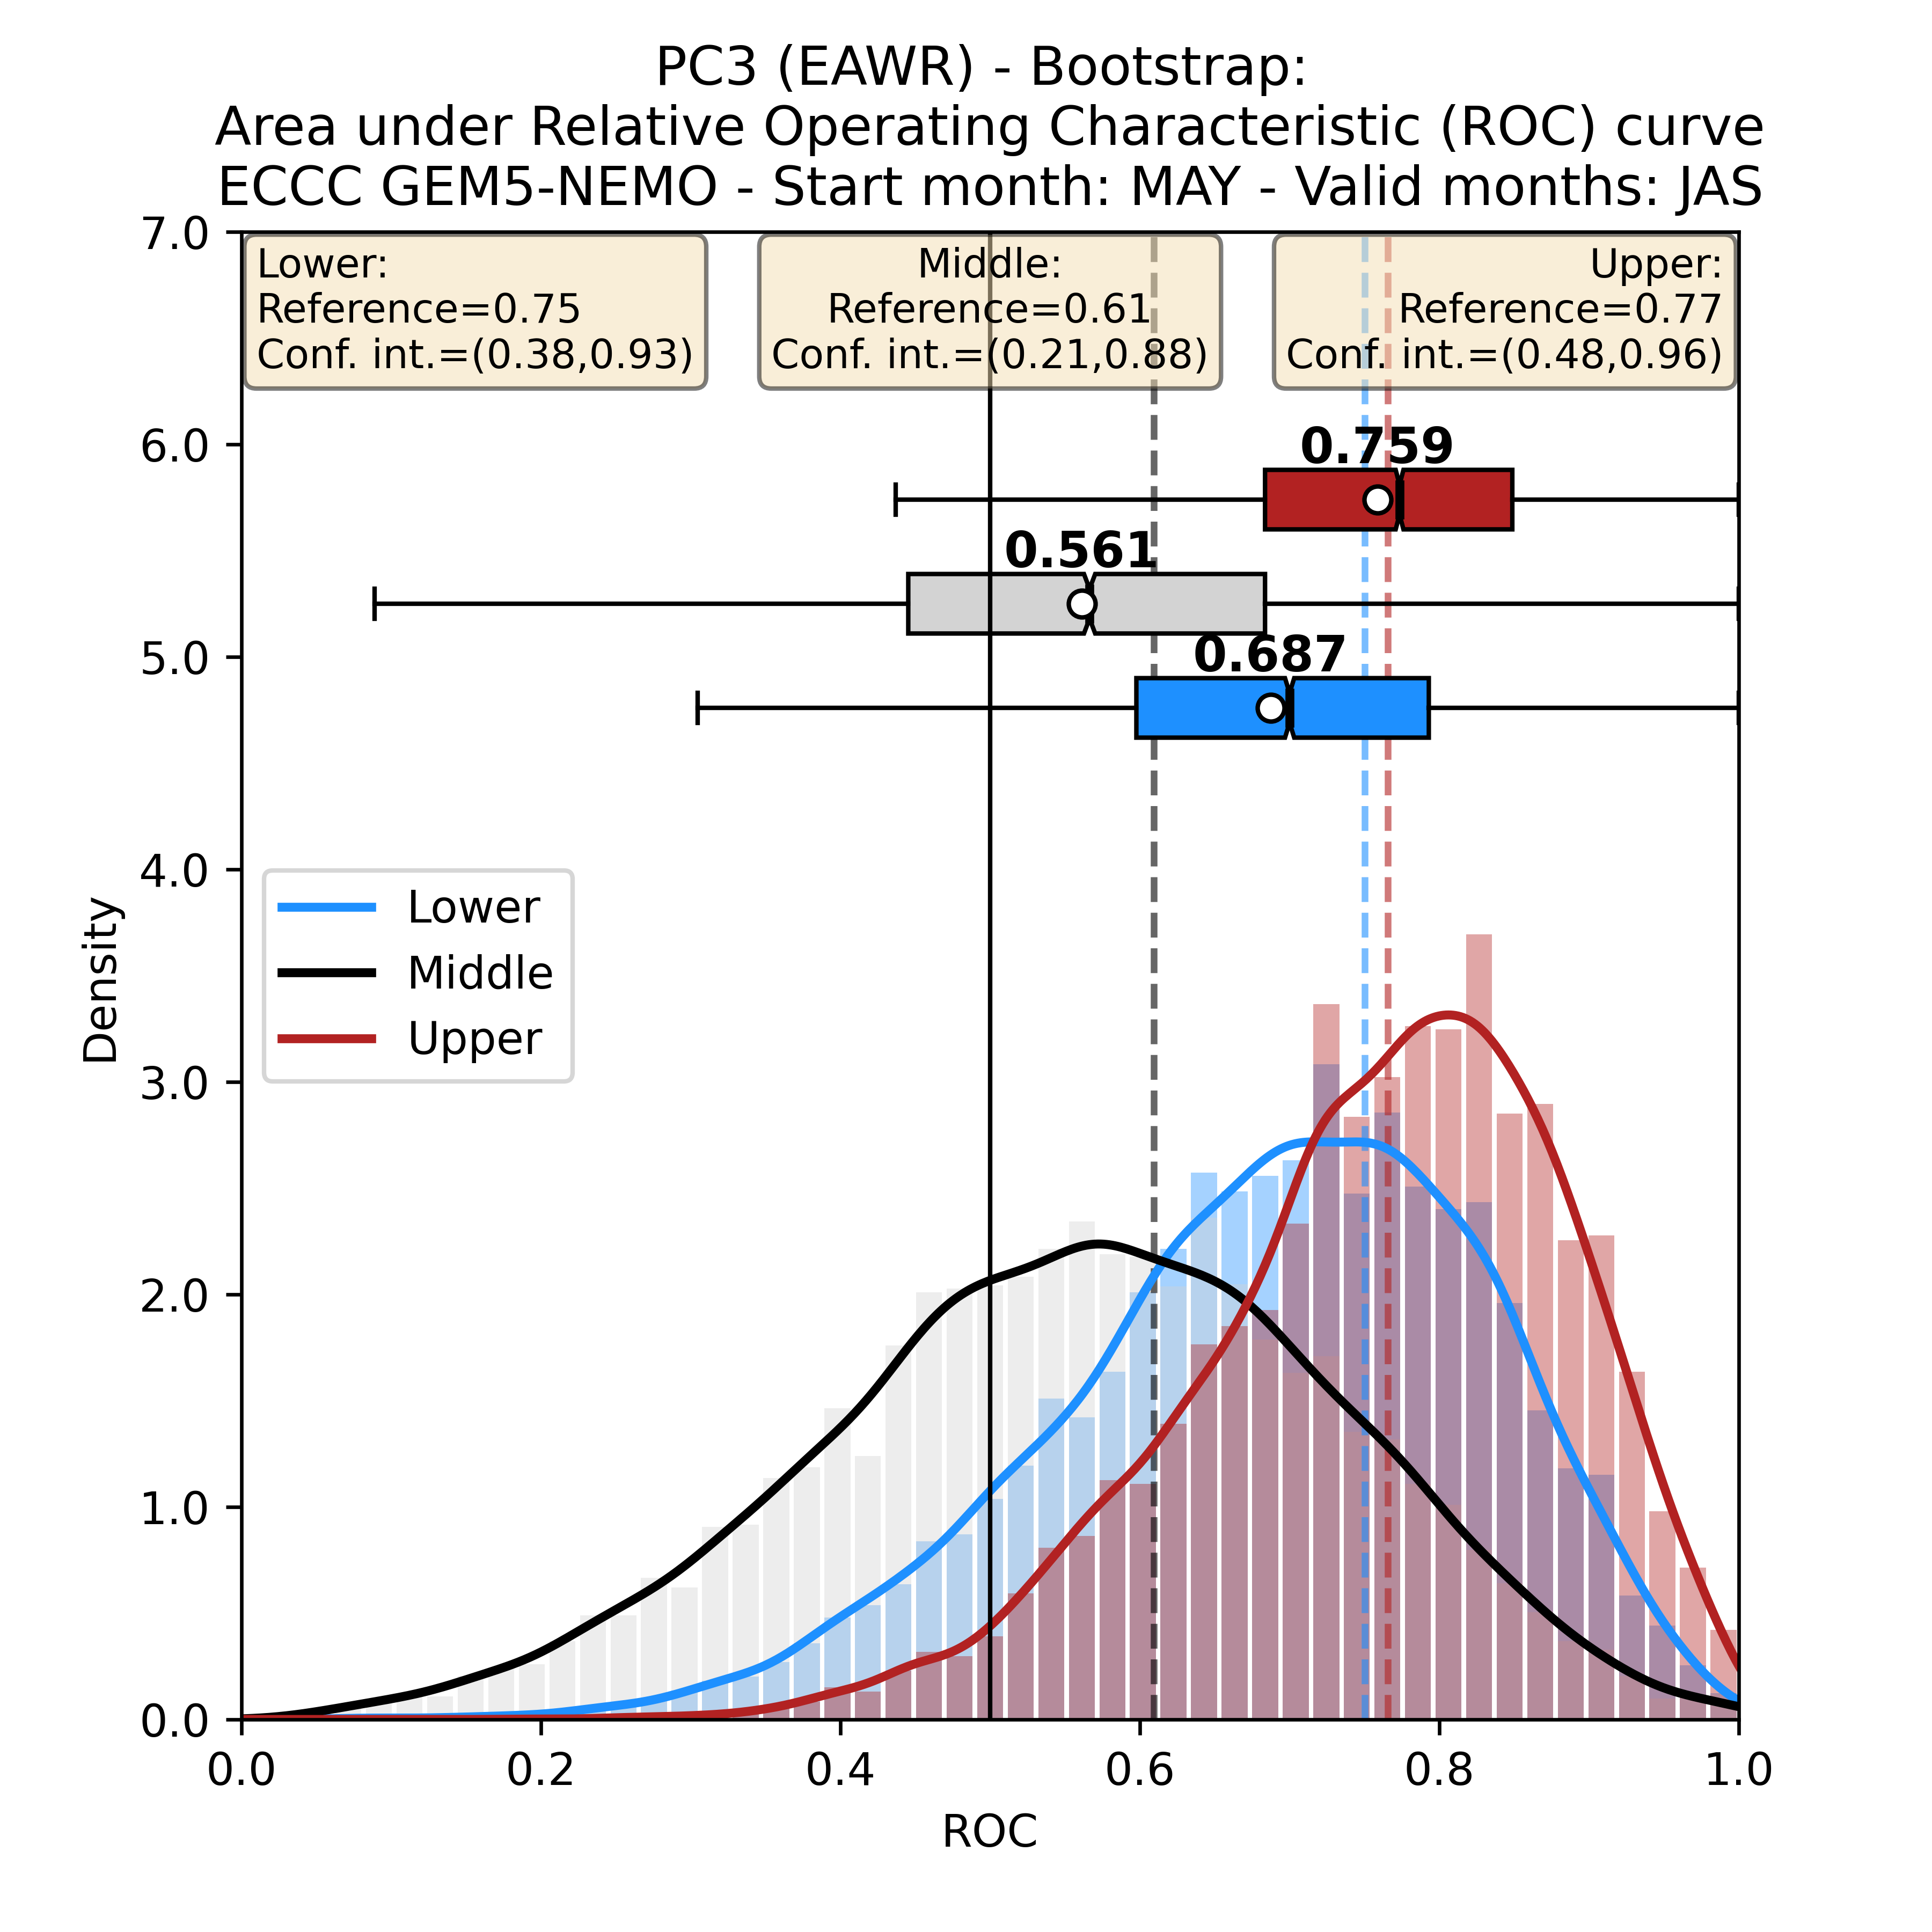 PC3 (EAWR) - Bootstrap:
Area under Relative Operating Characteristic (ROC) curve
ECCC GEM5-NEMO - Start month: MAY - Valid months: JAS
Lower:
Reference=0.75
Conf. int.=(0.38,0.93)
Middle:
Reference=0.61
Conf. int.=(0.21,0.88)
Upper:
Reference=0.77
Conf. int.=(0.48,0.96)
0.759
0.561
0.687
Lower
Middle
Upper
Density
7.0
6.0
5.0
4.0
3.0
2.0
1.0
0.0
0.0
0.2
0.4
0.6
0.8
1.0
ROC